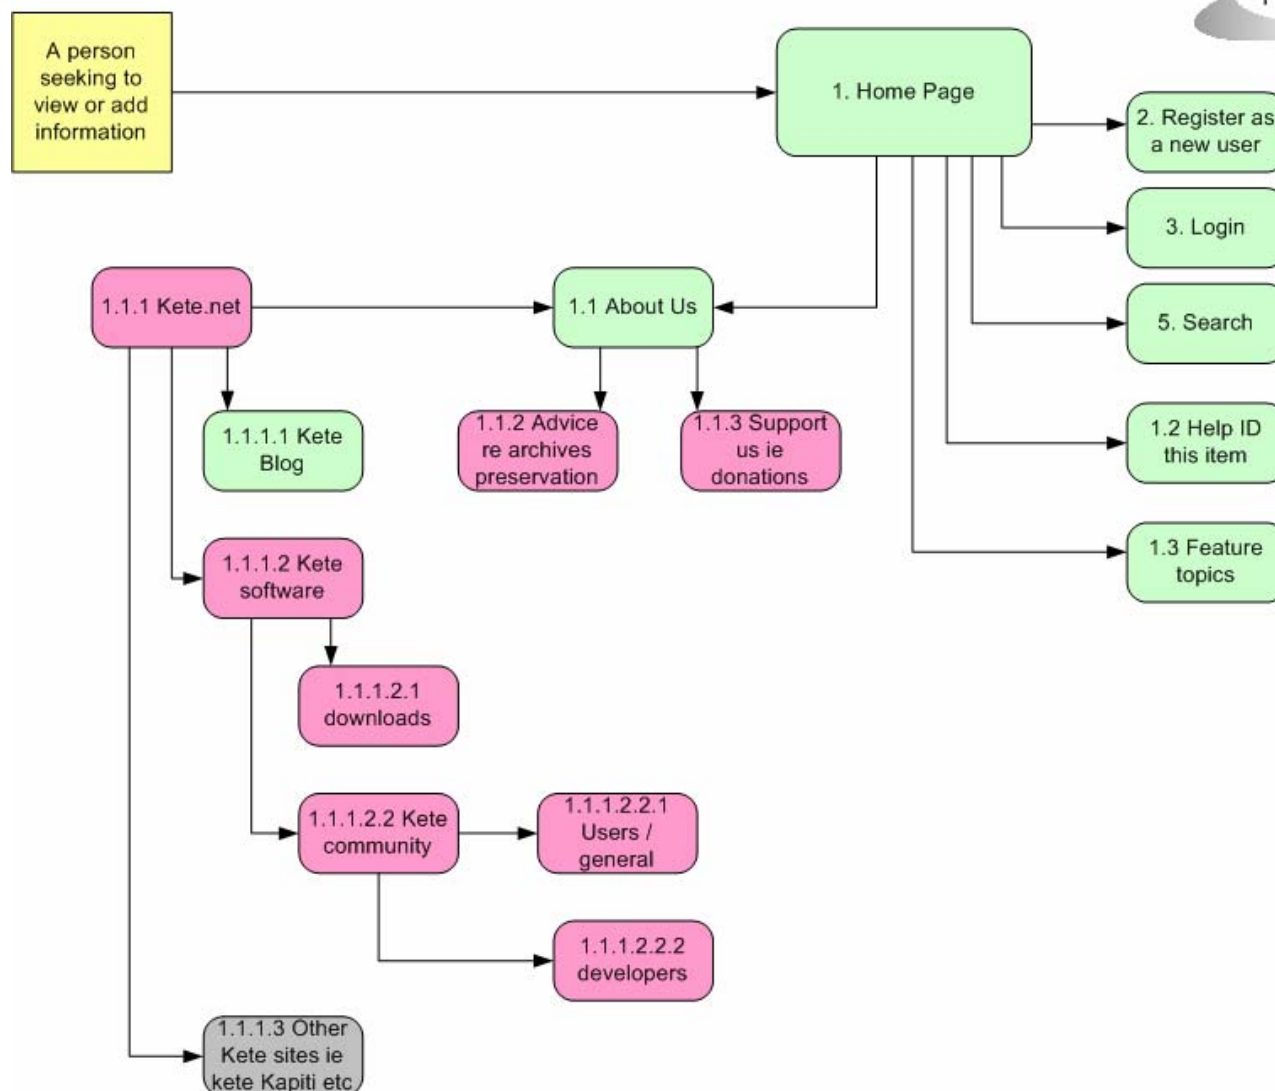 A person
seeking to
view or add
information
1. Home Page
2. Register as
a new user
3. Login
1.1.1 Kete.net
1.1 About Us
5. Search
1.1.1.1 Kete
Blog
1.1.2 Advice
re archives
preservation
1.1.3 Support
us ie
donations
1.2 Help ID
this item
1.1.1.2 Kete
software
1.3 Feature
topics
1.1.1.2.1
downloads
1.1.1.2.2 Kete
community
1.1.1.2.2.1
Users /
general
1.1.1.2.2.2
developers
1.1.1.3 Other
Kete sites ie
kete Kapiti etc